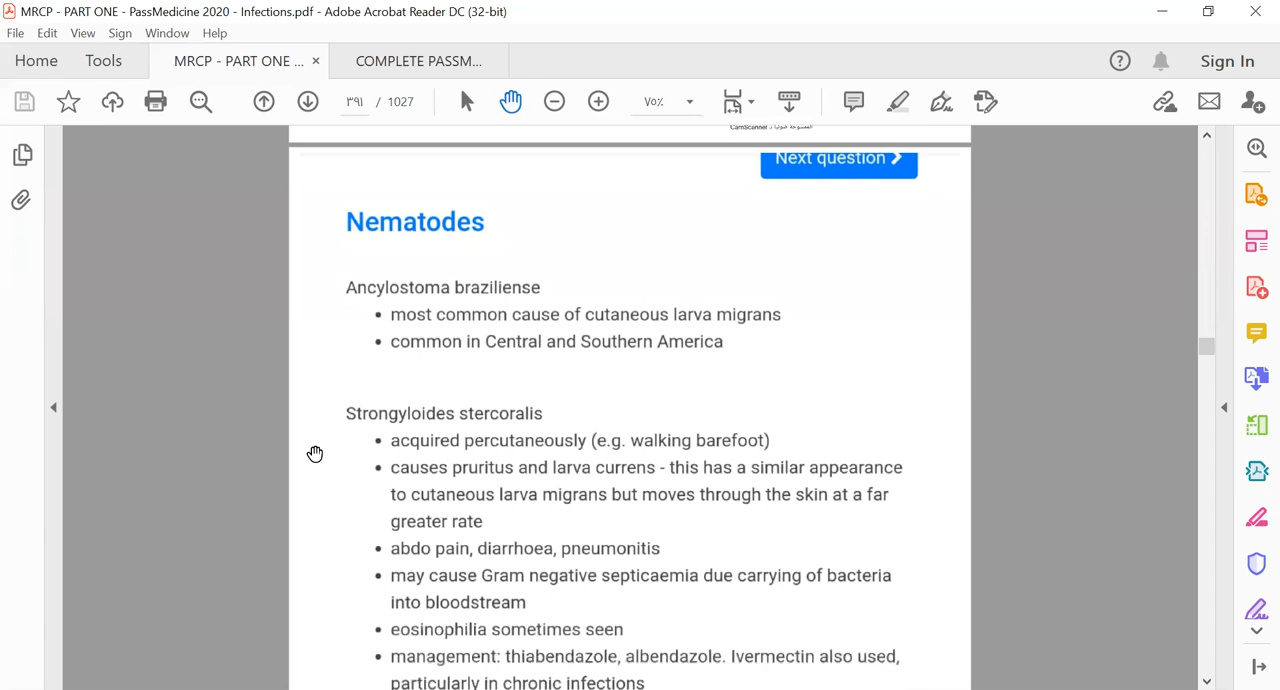 MRCP - PART ONE - PassMedicine 2020 - Infections.pdf - Adobe Acrobat Reader DC (32-bit)
File Edit View Sign Window Help
Home Tools MRCP - PART ONE ... × COMPLETE PASSM... Sign In
٣٩١ / 1027 ٧٥٪
CamScanner الممسوحة ضوئيا بـ
Next question
Nematodes
Ancylostoma braziliense
• most common cause of cutaneous larva migrans
• common in Central and Southern America
Strongyloides stercoralis
• acquired percutaneously (e.g. walking barefoot)
• causes pruritus and larva currens - this has a similar appearance
to cutaneous larva migrans but moves through the skin at a far
greater rate
• abdo pain, diarrhoea, pneumonitis
• may cause Gram negative septicaemia due carrying of bacteria
into bloodstream
• eosinophilia sometimes seen
• management: thiabendazole, albendazole. Ivermectin also used,
particularly in chronic infections